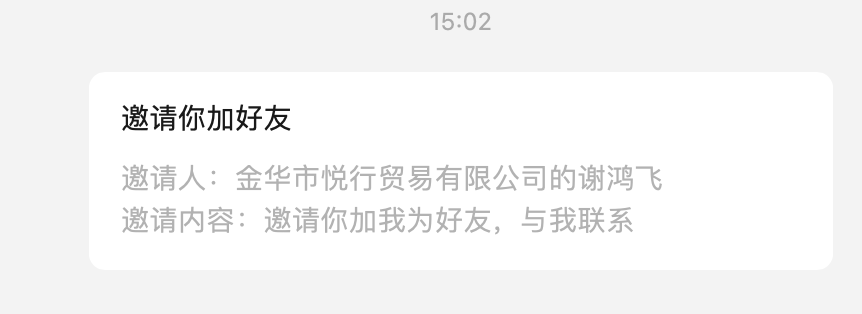 15:02
邀请你加好友
邀请人：金华市悦行贸易有限公司的谢鸿飞
邀请内容：邀请你加我为好友，与我联系